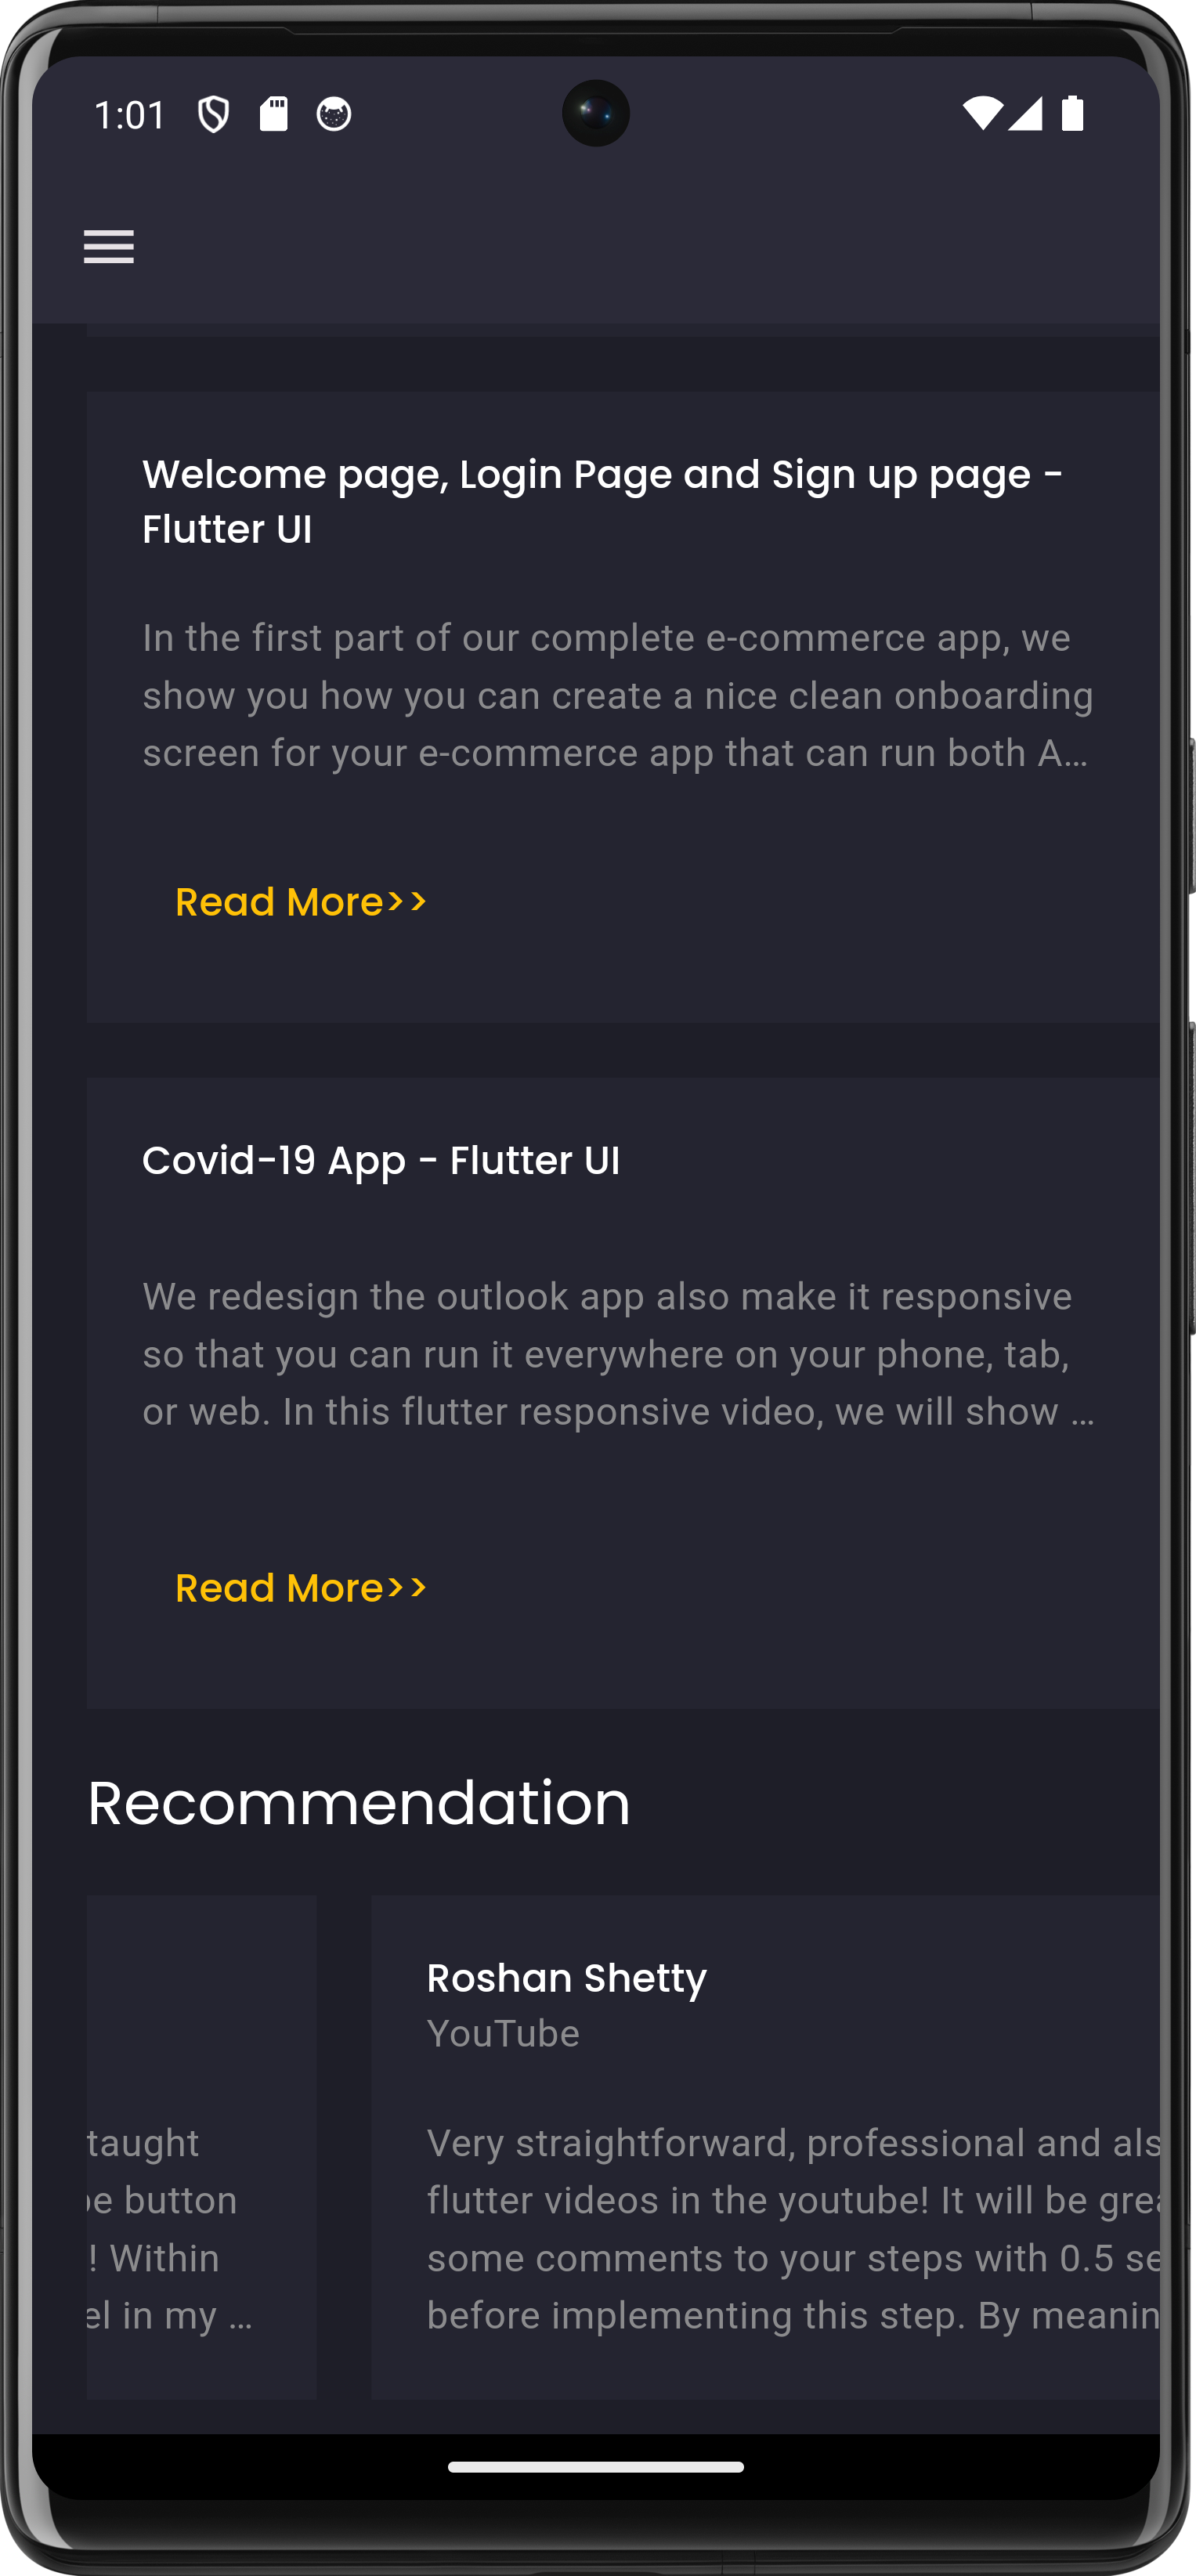 1:01
Welcome page, Login Page and Sign up page -
Flutter UI
In the first part of our complete e-commerce app, we
show you how you can create a nice clean onboarding
screen for your e-commerce app that can run both A...
Read More>>
Covid-19 App - Flutter UI
We redesign the outlook app also make it responsive
so that you can run it everywhere on your phone, tab,
or web. In this flutter responsive video, we will show ...
Read More>>
Recommendation
taught
button
! Within
in my ...
Roshan Shetty
YouTube
Very straightforward, professional and
flutter videos in the youtube! It will be
some comments to your steps with 0.5
before implementing this step. By